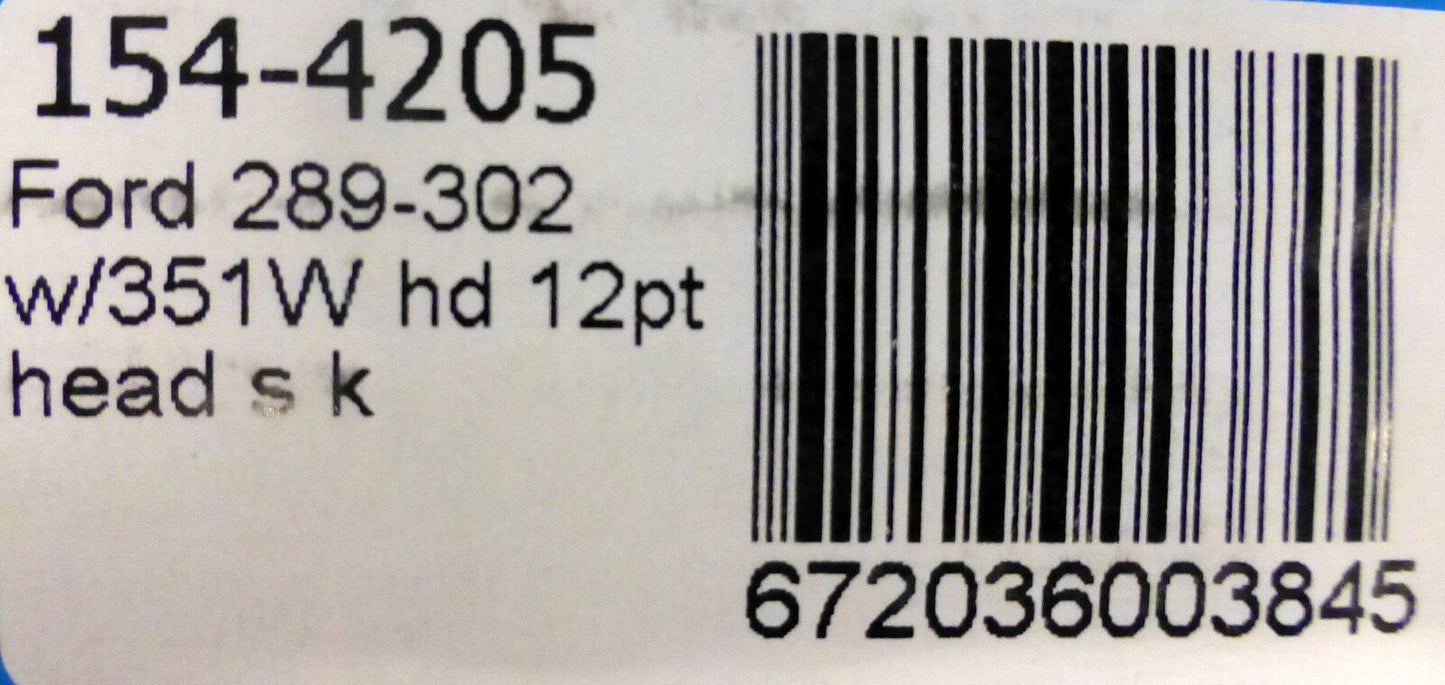 154-4205
Ford 289-302
w/351W hd 12pt
head s k
672036003845